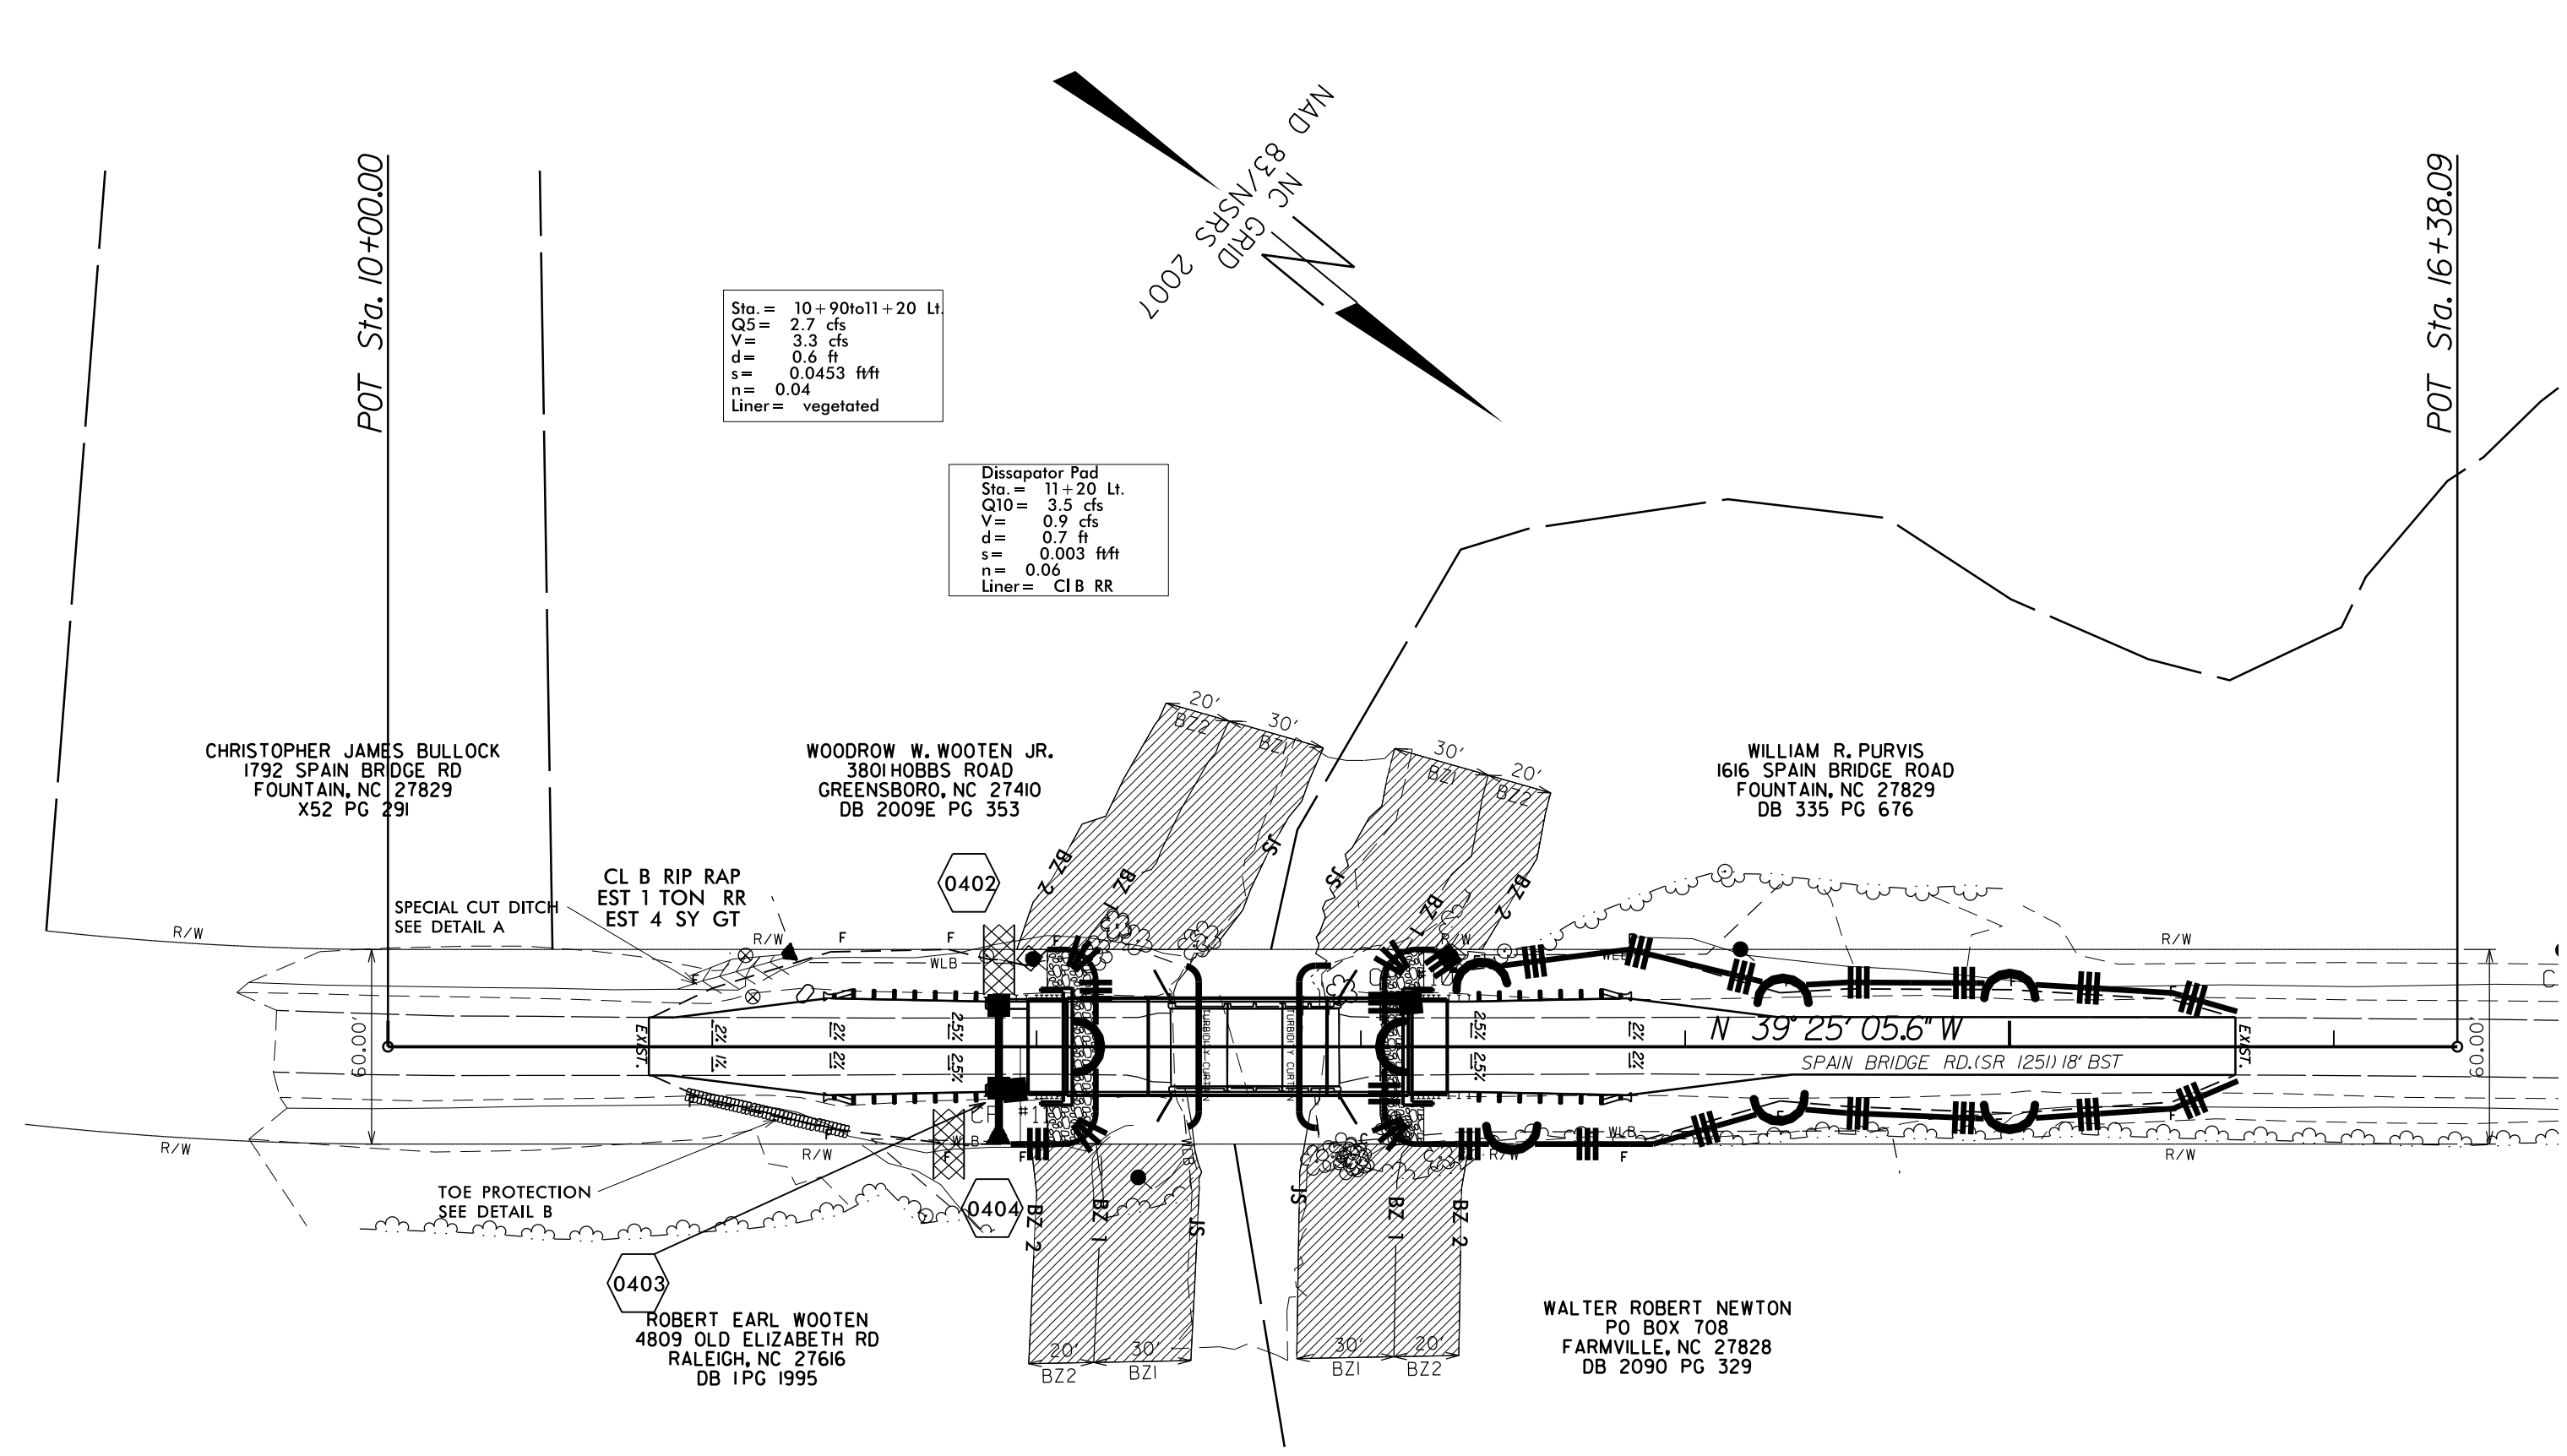 POT Sta. 10+00.00
POT Sta. 16+38.09
NAD 83/NSRS 2007
NC GRID
Sta.= 10+90to11+20 Lt.
Q5= 2.7 cfs
V= 3.3 cfs
d= 0.6 ft
s= 0.0453 ft/ft
n= 0.04
Liner= vegetated
Dissapator Pad
Sta.= 11+20 Lt.
Q10= 3.5 cfs
V= 0.9 cfs
d= 0.7 ft
s= 0.003 ft/ft
n= 0.06
Liner= Cl B RR
20'
BZ2
30'
BZ1
30'
BZ1
20'
BZ2
CHRISTOPHER JAMES BULLOCK
1792 SPAIN BRIDGE RD
FOUNTAIN, NC 27829
X52 PG 291
WOODROW W. WOOTEN JR.
3801 HOBBS ROAD
GREENSBORO, NC 27410
DB 2009E PG 353
WILLIAM R. PURVIS
1616 SPAIN BRIDGE ROAD
FOUNTAIN, NC 27829
DB 335 PG 676
CL B RIP RAP
EST 1 TON RR
EST 4 SY GT
SPECIAL CUT DITCH
SEE DETAIL A
0402
BZ 2
BZ 1
JS
JS
BZ 1
BZ 2
R/W
R/W
F
F
F
R/W
R/W
WLB
F
60.00'
EXIST.
2%
1%
2%
2%
2.5%
2.5%
TURBIDITY CURTIN
TURBIDITY CURTIN
2.5%
2.5%
2%
2%
N 39° 25' 05.6" W
SPAIN BRIDGE RD.(SR 1251) 18' BST
EXIST.
60.00'
WLB
WLB
WLB
F
F
F
F
R/W
R/W
R/W
R/W
TOE PROTECTION
SEE DETAIL B
0404
0403
BZ 2
BZ 1
JS
JS
BZ 1
BZ 2
ROBERT EARL WOOTEN
4809 OLD ELIZABETH RD
RALEIGH, NC 27616
DB 1 PG 1995
20'
BZ2
30'
BZ1
30'
BZ1
20'
BZ2
WALTER ROBERT NEWTON
PO BOX 708
FARMVILLE, NC 27828
DB 2090 PG 329